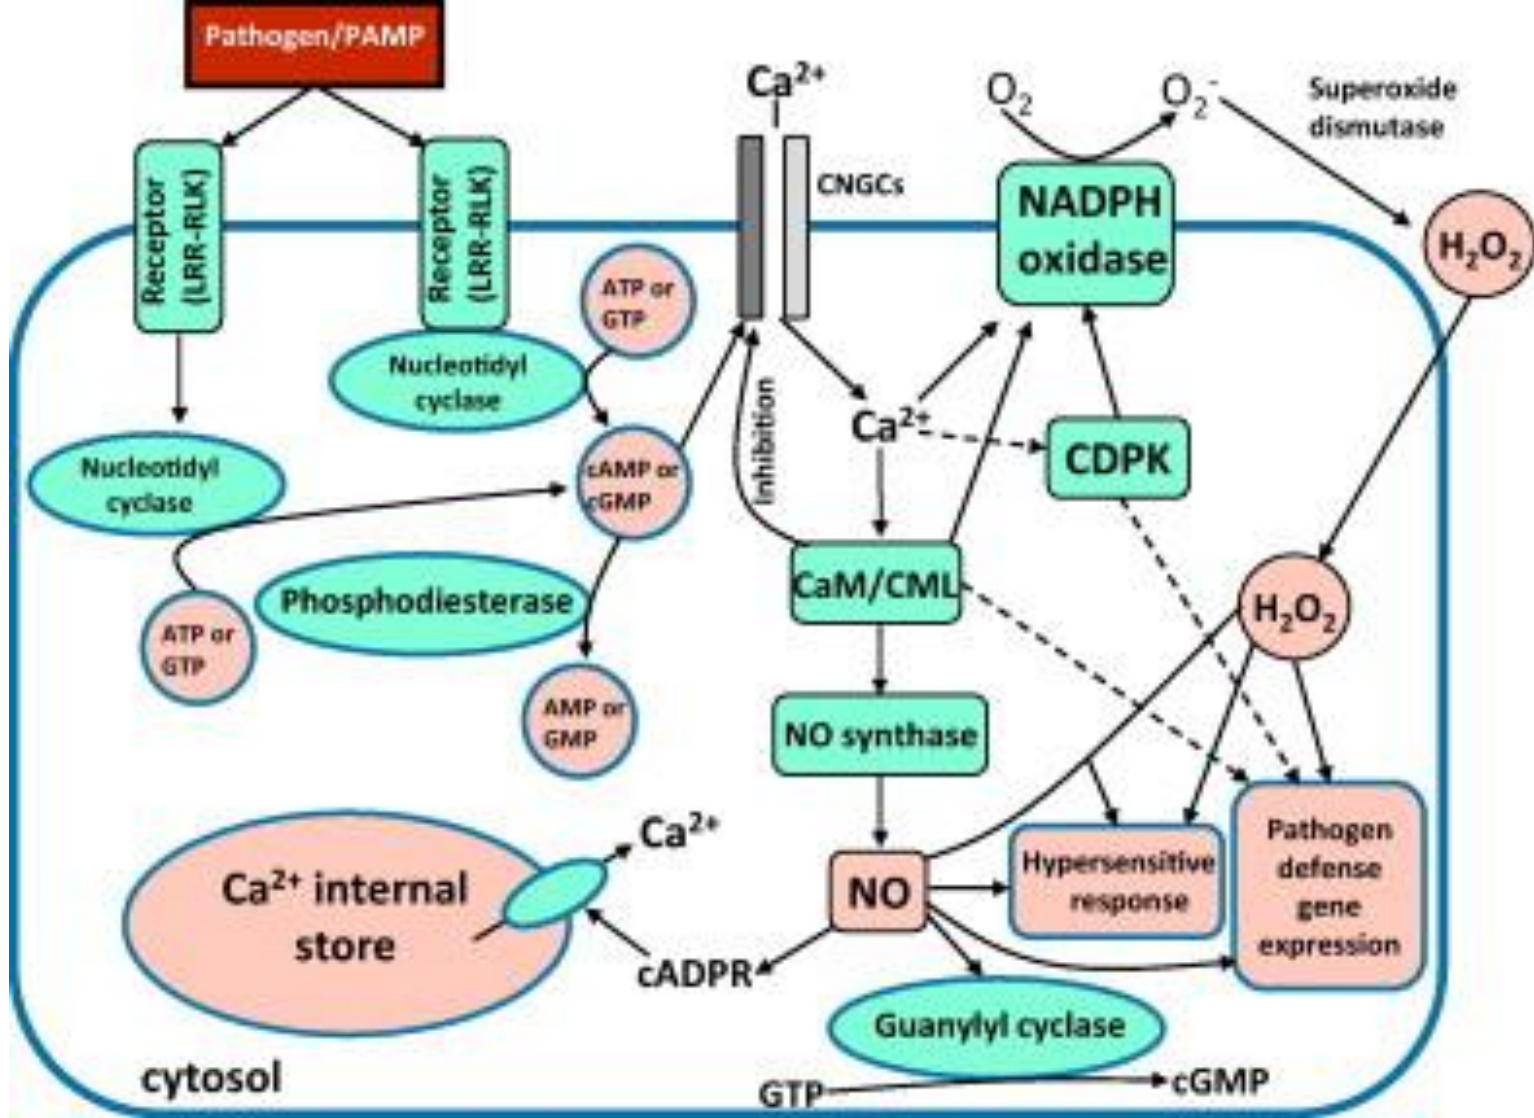 Pathogen/PAMP
Ca²⁺
O₂
O₂⁻
Superoxide
dismutase
Receptor
(LRR-RLK)
Receptor
(LRR-RLK)
CNGCs
NADPH
oxidase
H₂O₂
ATP or
GTP
Nucleotidyl
cyclase
Nucleotidyl
cyclase
cAMP or
cGMP
Inhibition
Ca²⁺
CDPK
Phosphodiesterase
CaM/CML
H₂O₂
ATP or
GTP
AMP or
GMP
NO synthase
Ca²⁺
Ca²⁺ internal
store
NO
Hypersensitive
response
Pathogen
defense
gene
expression
cADPR
Guanylyl cyclase
cytosol
GTP
cGMP